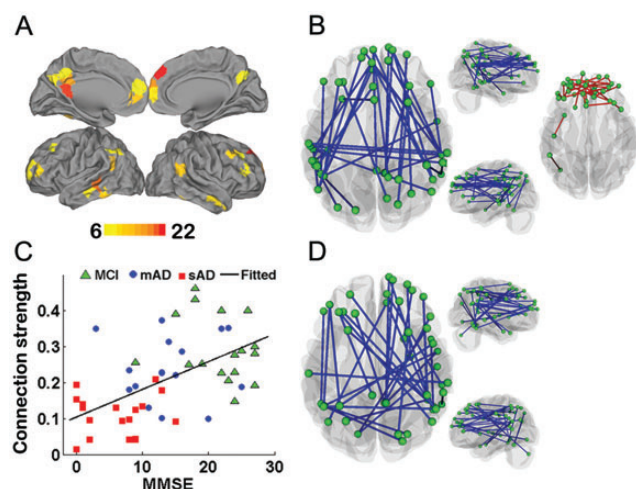 A
B
6 22
C
MCI mAD sAD Fitted
Connection strength
0.4
0.3
0.2
0.1
0
0 10 20 30
MMSE
D